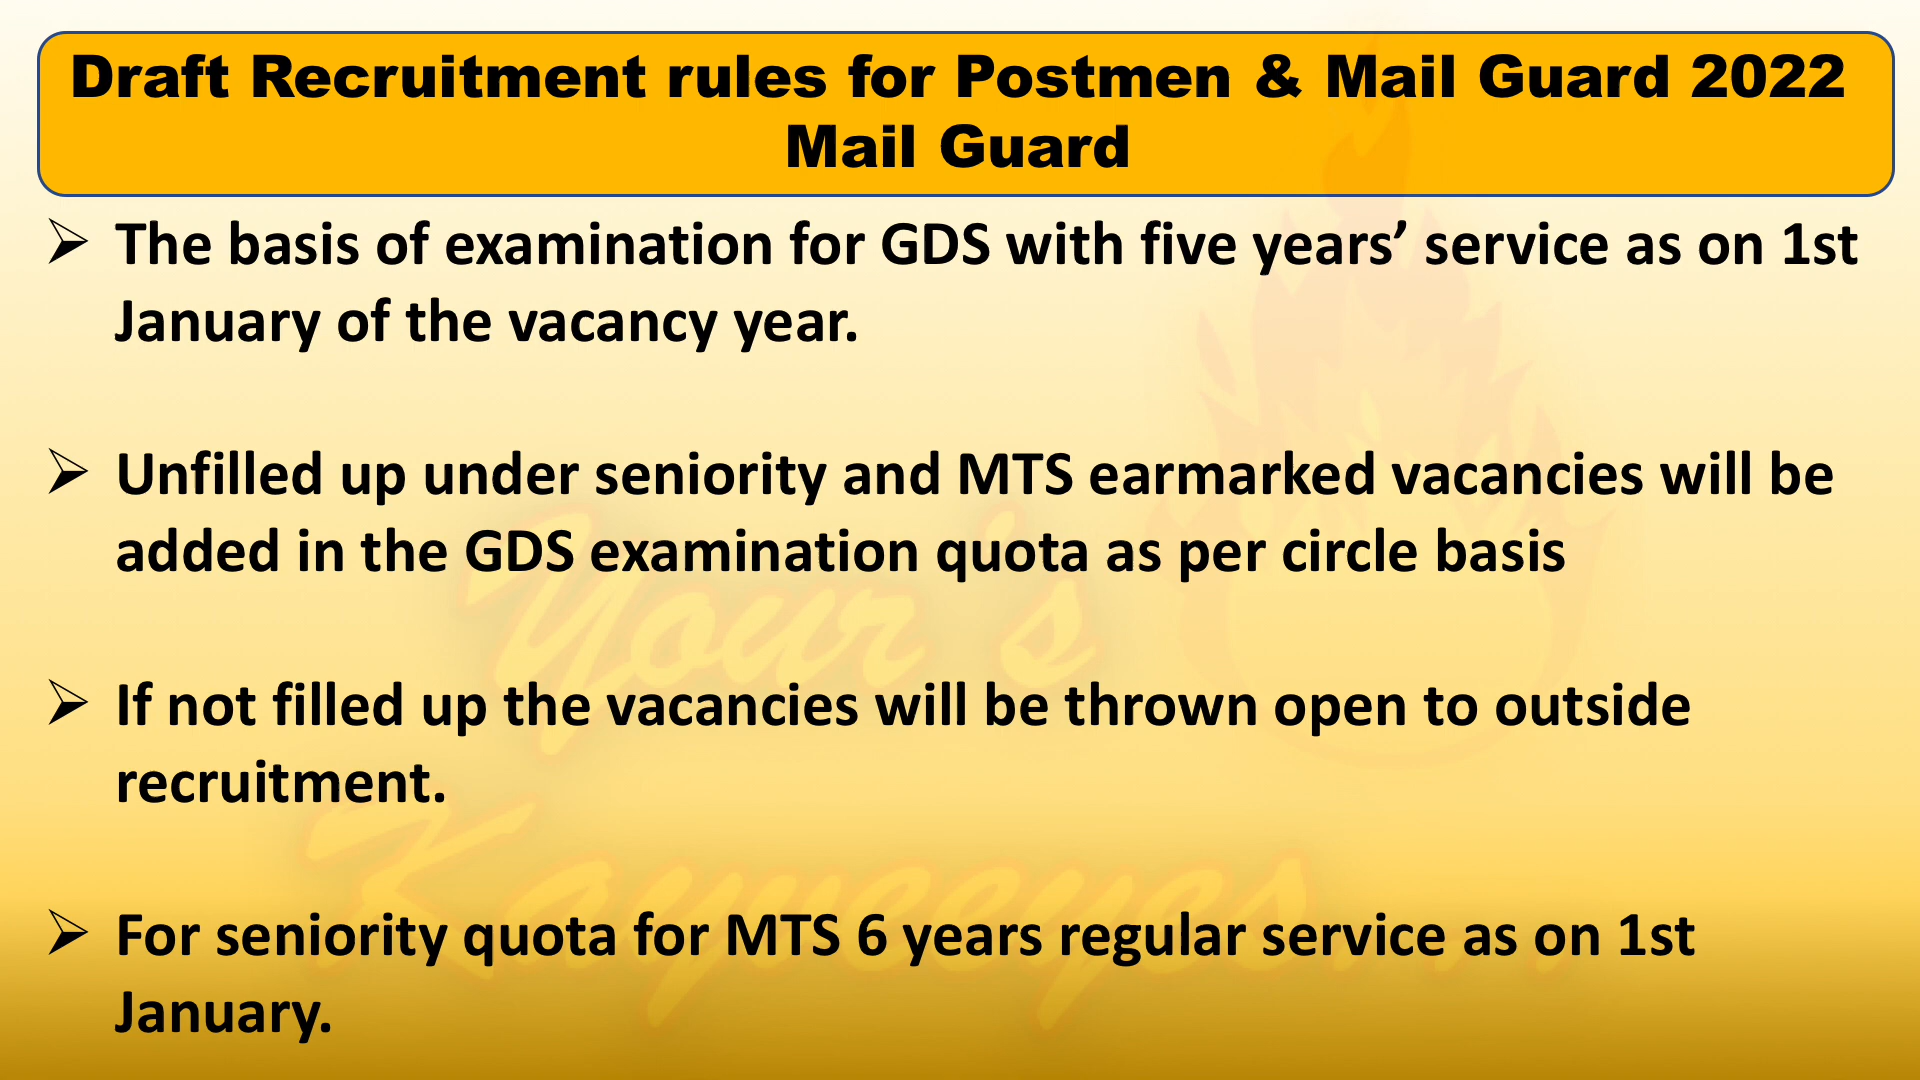 Draft Recruitment rules for Postmen & Mail Guard 2022
Mail Guard
➢ The basis of examination for GDS with five years’ service as on 1st
January of the vacancy year.
➢ Unfilled up under seniority and MTS earmarked vacancies will be
added in the GDS examination quota as per circle basis
➢ If not filled up the vacancies will be thrown open to outside
recruitment.
➢ For seniority quota for MTS 6 years regular service as on 1st
January.
Your's
Kayveeyes...